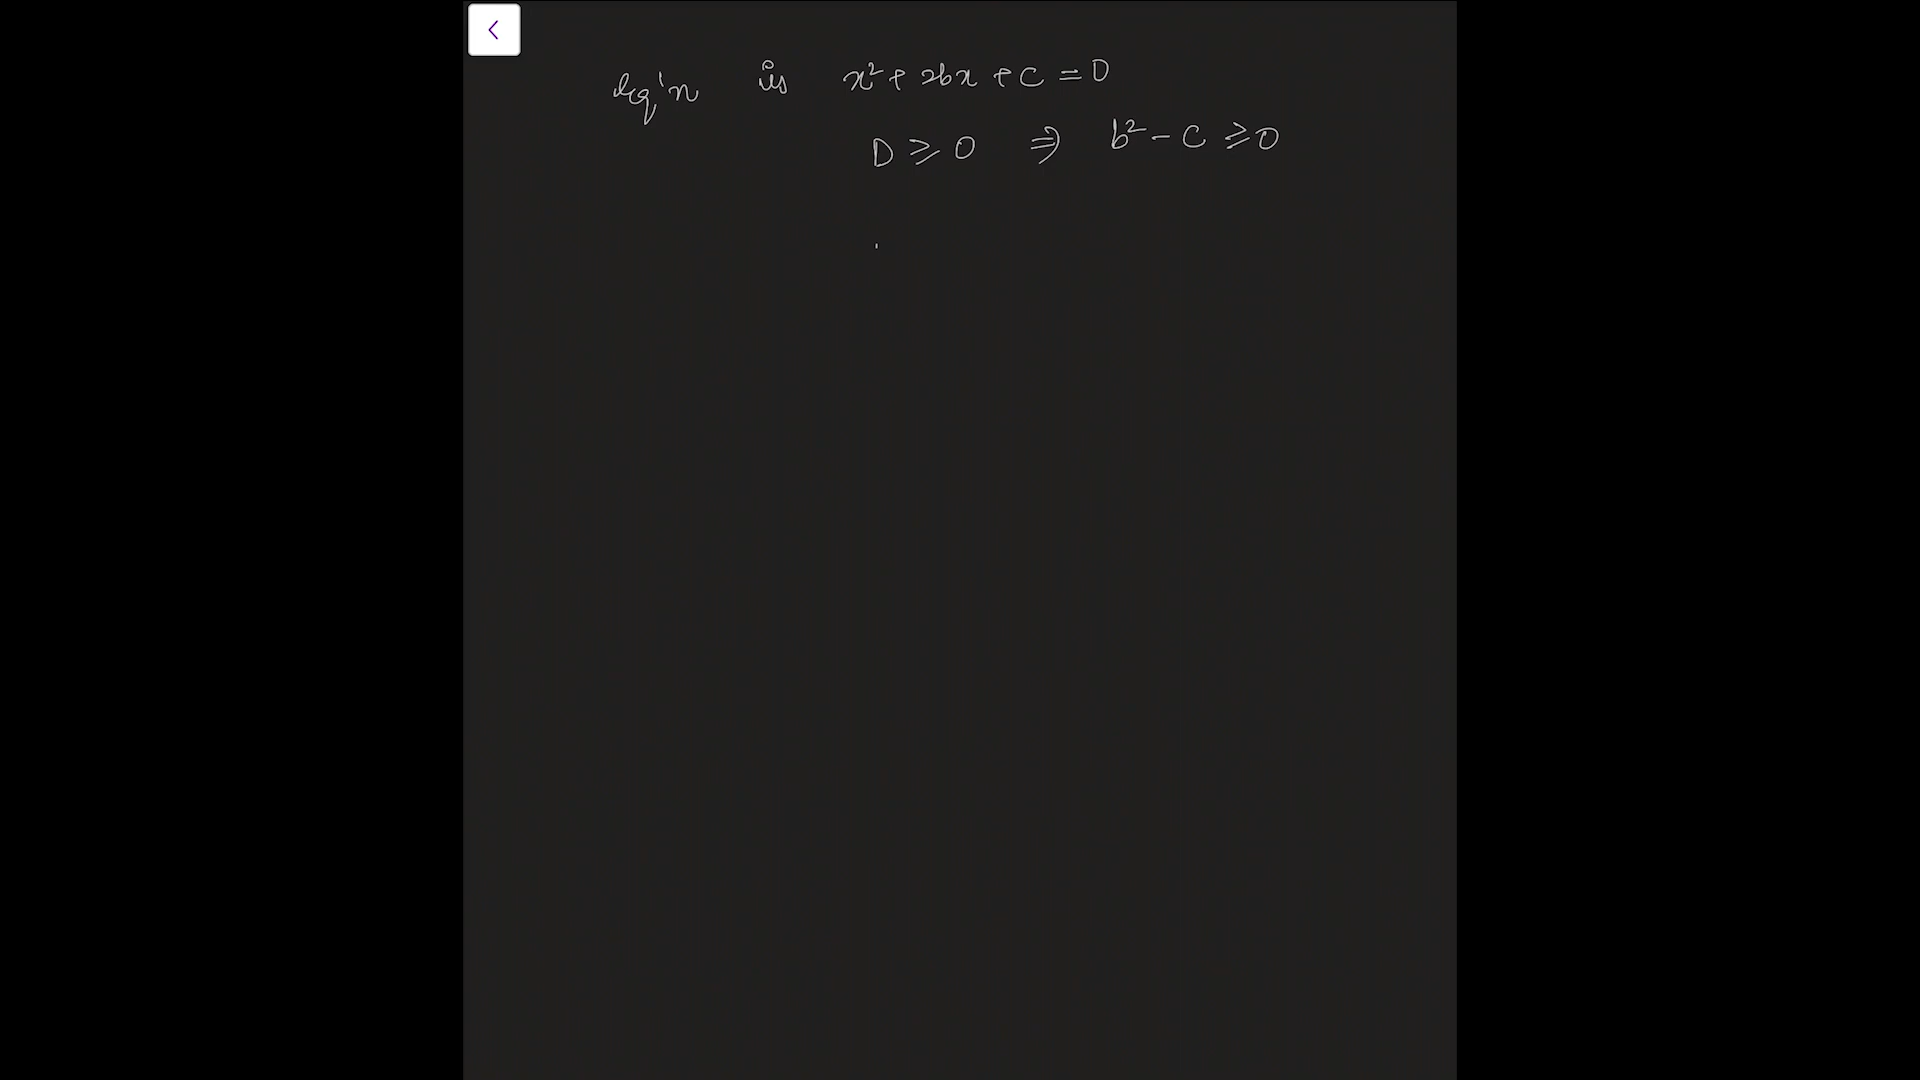 eq'n is x² + 2bx + c = 0
D ⩾ 0 ⇒ b² - c ⩾ 0